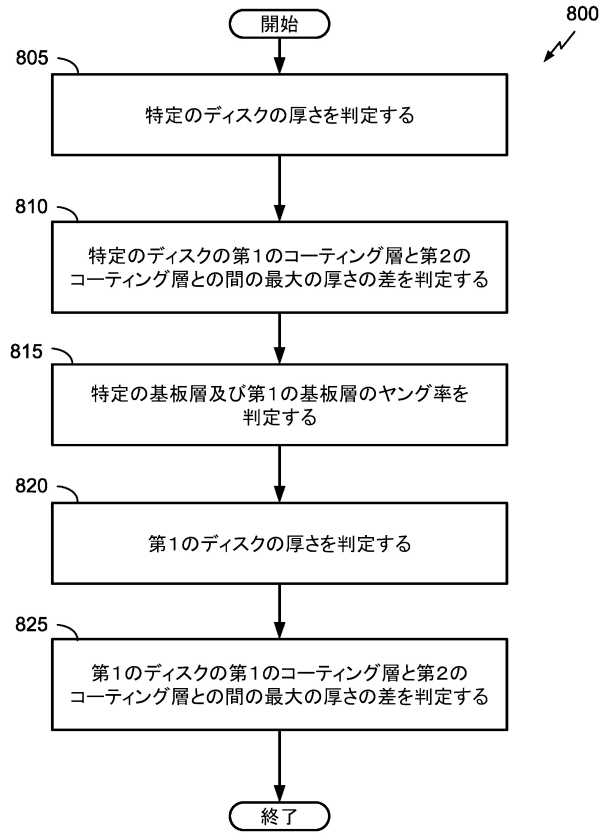 開始
800
805
特定のディスクの厚さを判定する
810
特定のディスクの第1のコーティング層と第2の
コーティング層との間の最大の厚さの差を判定する
815
特定の基板層及び第1の基板層のヤング率を
判定する
820
第1のディスクの厚さを判定する
825
第1のディスクの第1のコーティング層と第2の
コーティング層との間の最大の厚さの差を判定する
終了